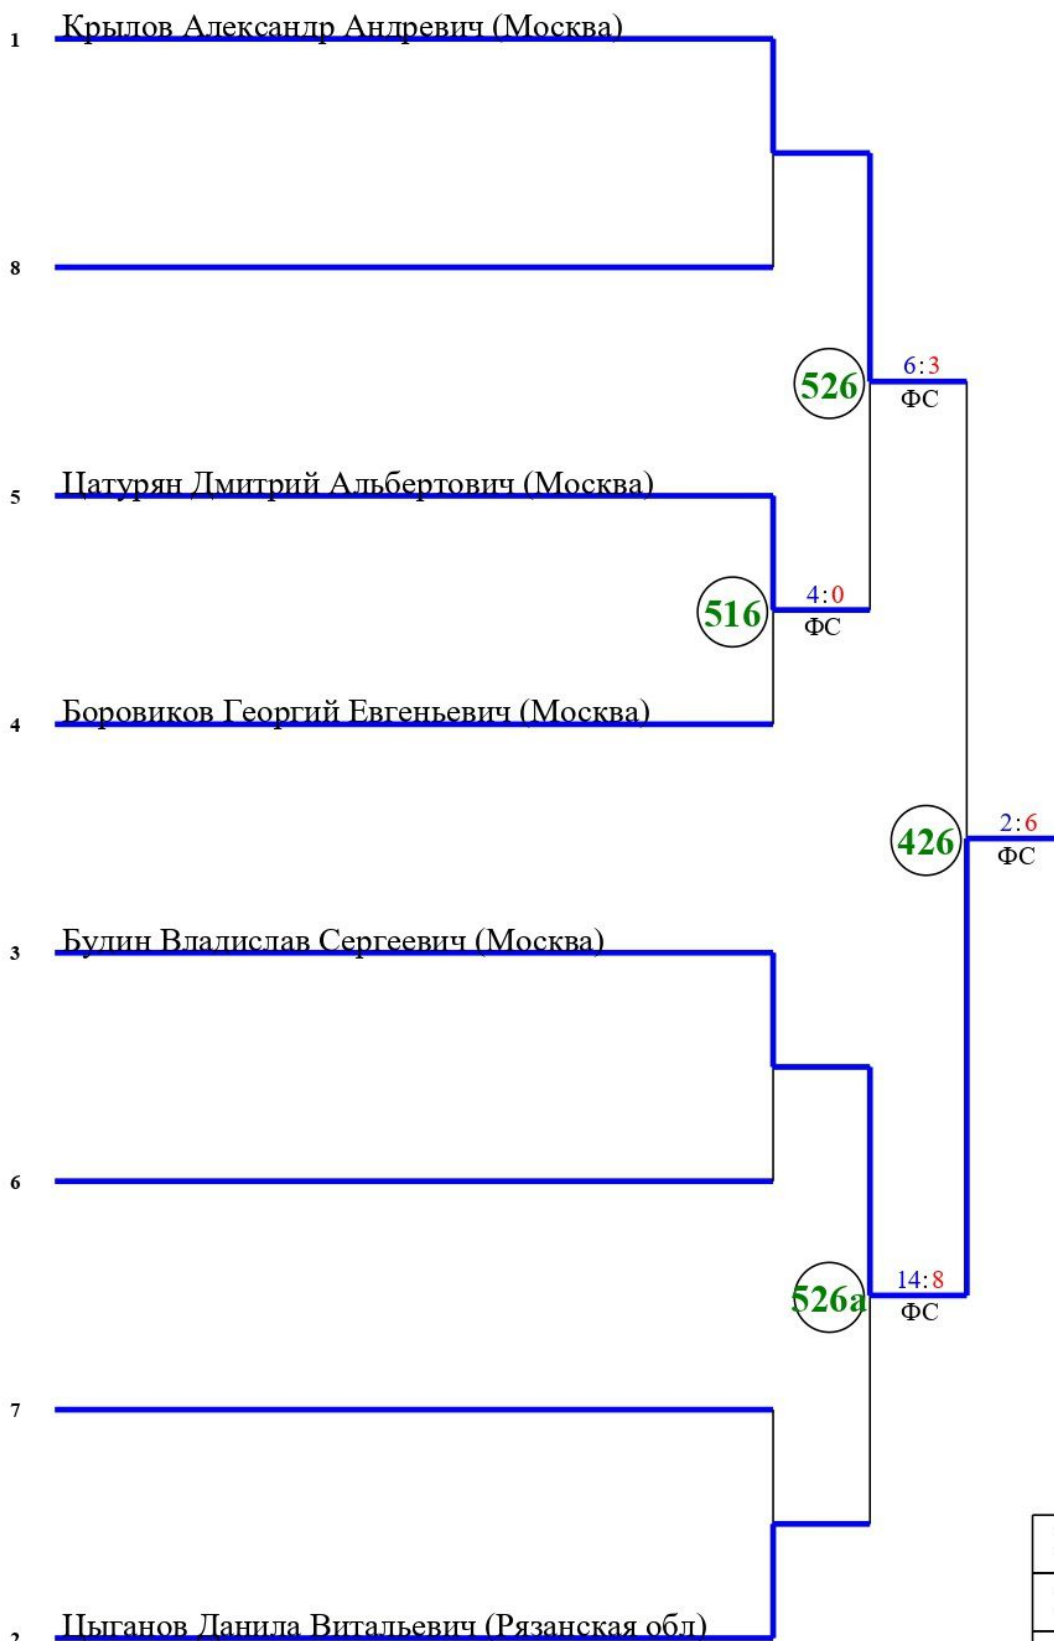 1 Крылов Александр Андревич (Москва)
8
526 6:3
ФС
5 Цатурян Дмитрий Альбертович (Москва)
516 4:0
ФС
4 Боровиков Георгий Евгеньевич (Москва)
426 2:6
ФС
3 Будин Владислав Сергеевич (Москва)
6
526а 14:8
ФС
7
2 Цыганов Данила Витальевич (Рязанская обл)